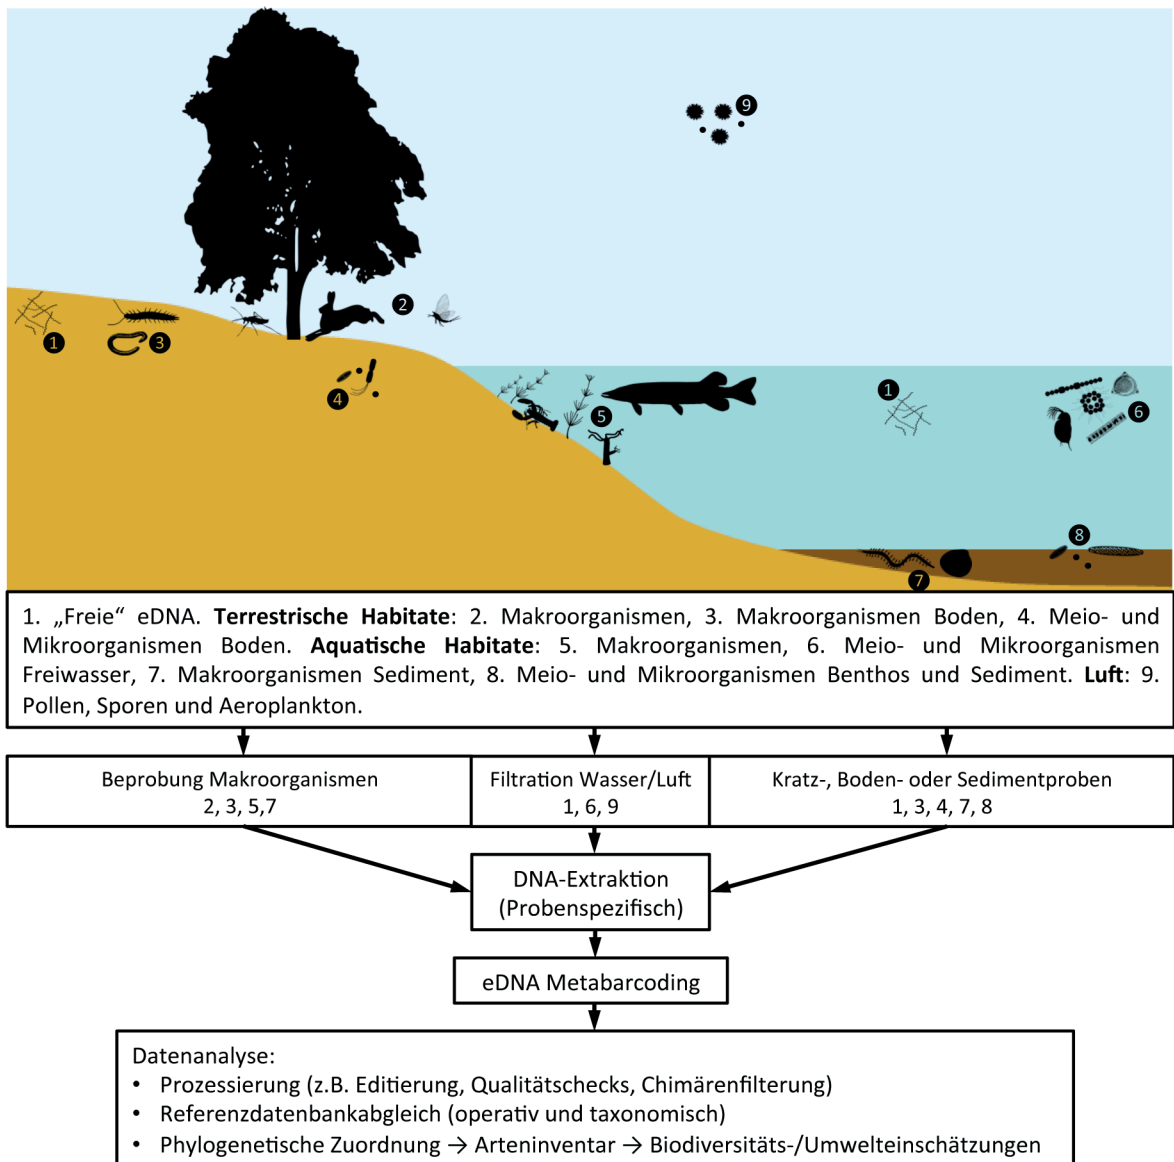 9
2
1
3
4
5
1
6
8
7
1. „Freie“ eDNA. Terrestrische Habitate: 2. Makroorganismen, 3. Makroorganismen Boden, 4. Meio- und
Mikroorganismen Boden. Aquatische Habitate: 5. Makroorganismen, 6. Meio- und Mikroorganismen
Freiwasser, 7. Makroorganismen Sediment, 8. Meio- und Mikroorganismen Benthos und Sediment. Luft: 9.
Pollen, Sporen und Aeroplankton.
Beprobung Makroorganismen
2, 3, 5,7
Filtration Wasser/Luft
1, 6, 9
Kratz-, Boden- oder Sedimentproben
1, 3, 4, 7, 8
DNA-Extraktion
(Probenspezifisch)
eDNA Metabarcoding
Datenanalyse:
• Prozessierung (z.B. Editierung, Qualitätschecks, Chimärenfilterung)
• Referenzdatenbankabgleich (operativ und taxonomisch)
• Phylogenetische Zuordnung → Arteninventar → Biodiversitäts-/Umwelteinschätzungen